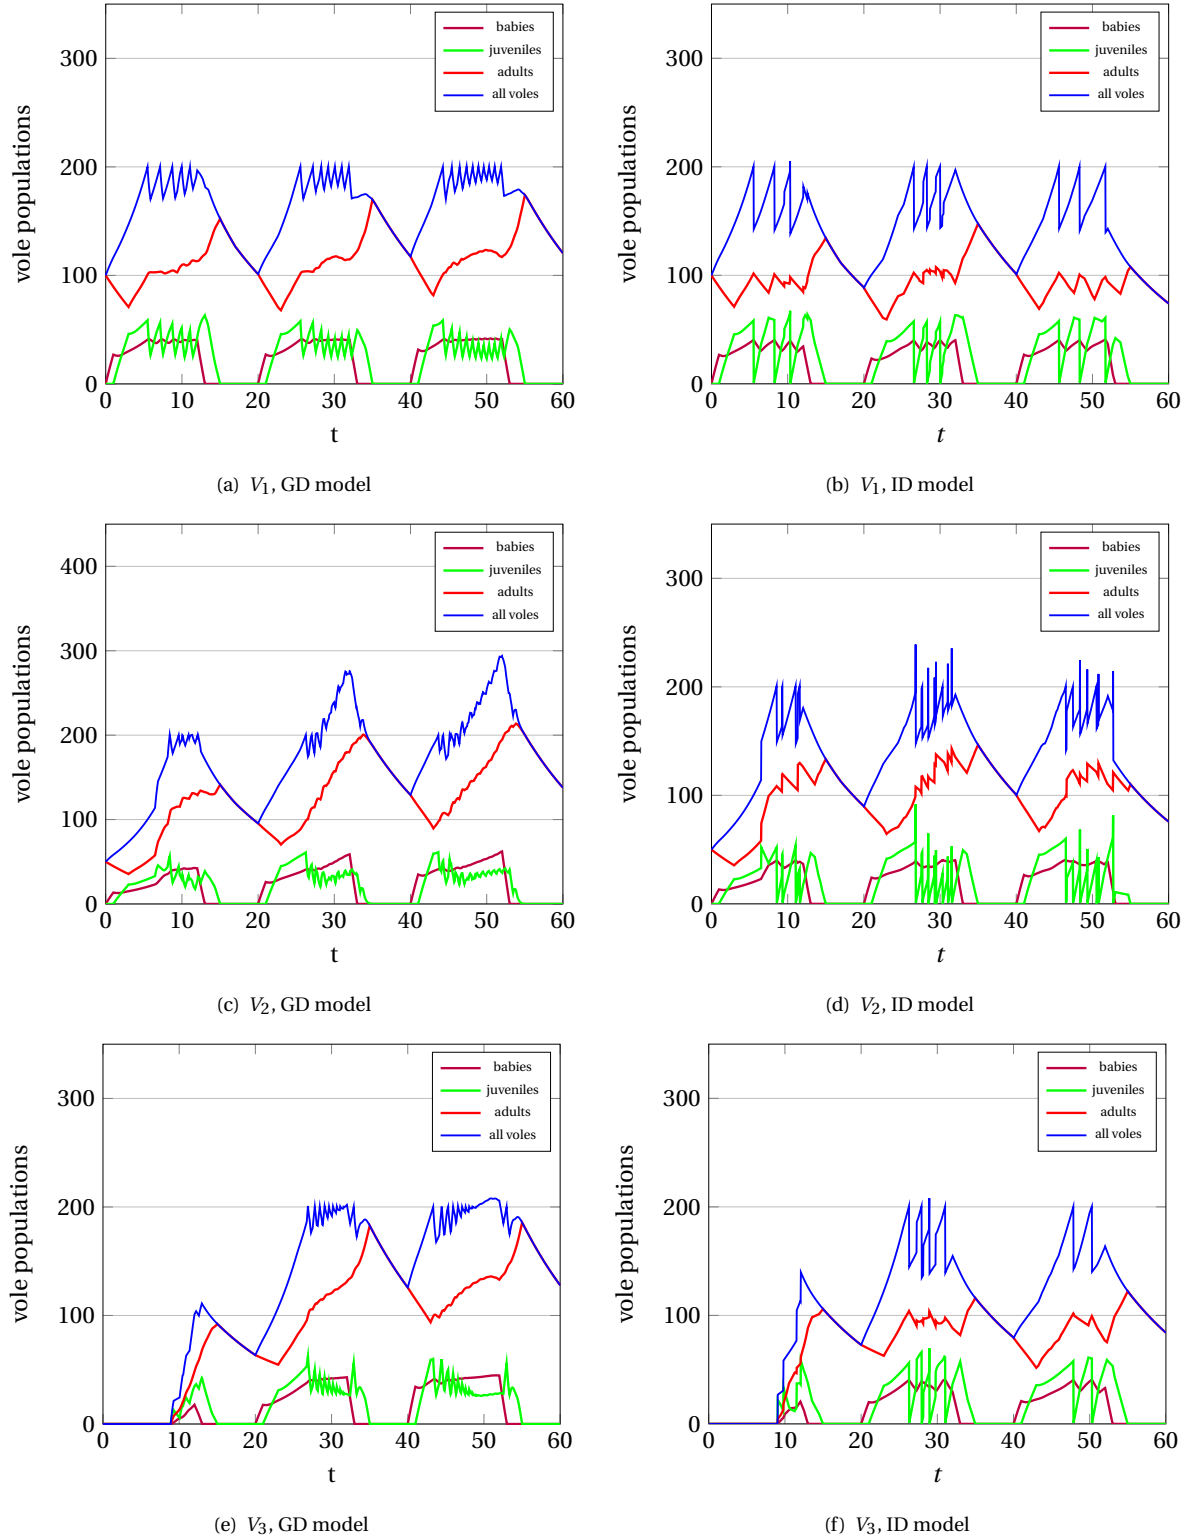 babies
juveniles
adults
all voles
vole populations
300
200
100
0
0 10 20 30 40 50 60
t
(a) V1, GD model
babies
juveniles
adults
all voles
vole populations
300
200
100
0
0 10 20 30 40 50 60
t
(b) V1, ID model
babies
juveniles
adults
all voles
vole populations
400
300
200
100
0
0 10 20 30 40 50 60
t
(c) V2, GD model
babies
juveniles
adults
all voles
vole populations
300
200
100
0
0 10 20 30 40 50 60
t
(d) V2, ID model
babies
juveniles
adults
all voles
vole populations
300
200
100
0
0 10 20 30 40 50 60
t
(e) V3, GD model
babies
juveniles
adults
all voles
vole populations
300
200
100
0
0 10 20 30 40 50 60
t
(f) V3, ID model